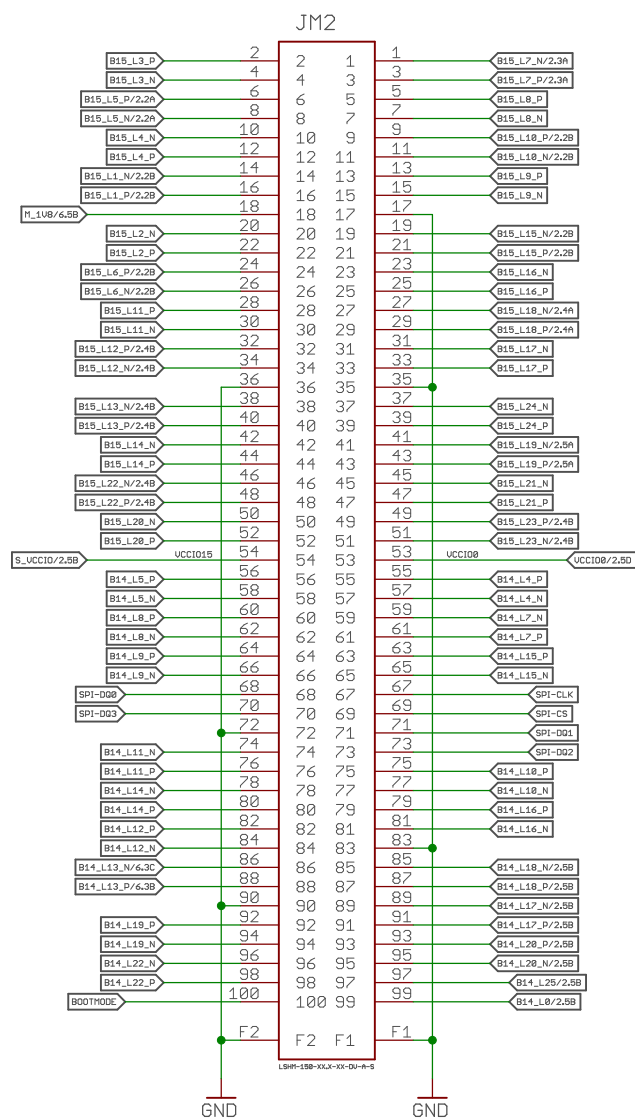 JM2
B15_L3_P 2 2 1 1 B15_L7_N/2.3A
B15_L3_N 4 4 3 3 B15_L7_P/2.3A
B15_L5_P/2.2A 6 6 5 5 B15_L8_P
B15_L5_N/2.2A 8 8 7 7 B15_L8_N
B15_L4_N 10 10 9 9 B15_L10_P/2.2B
B15_L4_P 12 12 11 11 B15_L10_N/2.2B
B15_L1_N/2.2B 14 14 13 13 B15_L9_P
B15_L1_P/2.2B 16 16 15 15 B15_L9_N
M_1V8/6.5B 18 18 17 17
B15_L2_N 20 20 19 19 B15_L15_N/2.2B
B15_L2_P 22 22 21 21 B15_L15_P/2.2B
B15_L6_P/2.2B 24 24 23 23 B15_L16_N
B15_L6_N/2.2B 26 26 25 25 B15_L16_P
B15_L11_P 28 28 27 27 B15_L18_N/2.4A
B15_L11_N 30 30 29 29 B15_L18_P/2.4A
B15_L12_P/2.4B 32 32 31 31 B15_L17_N
B15_L12_N/2.4B 34 34 33 33 B15_L17_P
36 36 35 35
B15_L13_N/2.4B 38 38 37 37 B15_L24_N
B15_L13_P/2.4B 40 40 39 39 B15_L24_P
B15_L14_N 42 42 41 41 B15_L19_N/2.5A
B15_L14_P 44 44 43 43 B15_L19_P/2.5A
B15_L22_N/2.4B 46 46 45 45 B15_L21_N
B15_L22_P/2.4B 48 48 47 47 B15_L21_P
B15_L20_N 50 50 49 49 B15_L23_P/2.4B
B15_L20_P 52 52 51 51 B15_L23_N/2.4B
S_VCCIO/2.5B VCCIO15 54 54 53 53 VCCIO0 VCCIO0/2.5D
B14_L5_P 56 56 55 55 B14_L4_P
B14_L5_N 58 58 57 57 B14_L4_N
B14_L8_P 60 60 59 59 B14_L7_N
B14_L8_N 62 62 61 61 B14_L7_P
B14_L9_P 64 64 63 63 B14_L15_P
B14_L9_N 66 66 65 65 B14_L15_N
SPI-DQ0 68 68 67 67 SPI-CLK
SPI-DQ3 70 70 69 69 SPI-CS
72 72 71 71 SPI-DQ1
B14_L11_N 74 74 73 73 SPI-DQ2
B14_L11_P 76 76 75 75 B14_L10_P
B14_L14_N 78 78 77 77 B14_L10_N
B14_L14_P 80 80 79 79 B14_L16_P
B14_L12_P 82 82 81 81 B14_L16_N
B14_L12_N 84 84 83 83
B14_L13_N/6.3C 86 86 85 85 B14_L18_N/2.5B
B14_L13_P/6.3B 88 88 87 87 B14_L18_P/2.5B
90 90 89 89 B14_L17_N/2.5B
B14_L19_P 92 92 91 91 B14_L17_P/2.5B
B14_L19_N 94 94 93 93 B14_L20_P/2.5B
B14_L22_N 96 96 95 95 B14_L20_N/2.5B
B14_L22_P 98 98 97 97 B14_L25/2.5B
BOOTMODE 100 100 99 99 B14_L0/2.5B
F2 F2 F1 F1
LSHM-150-XX.X-XX-DV-A-S
GND GND